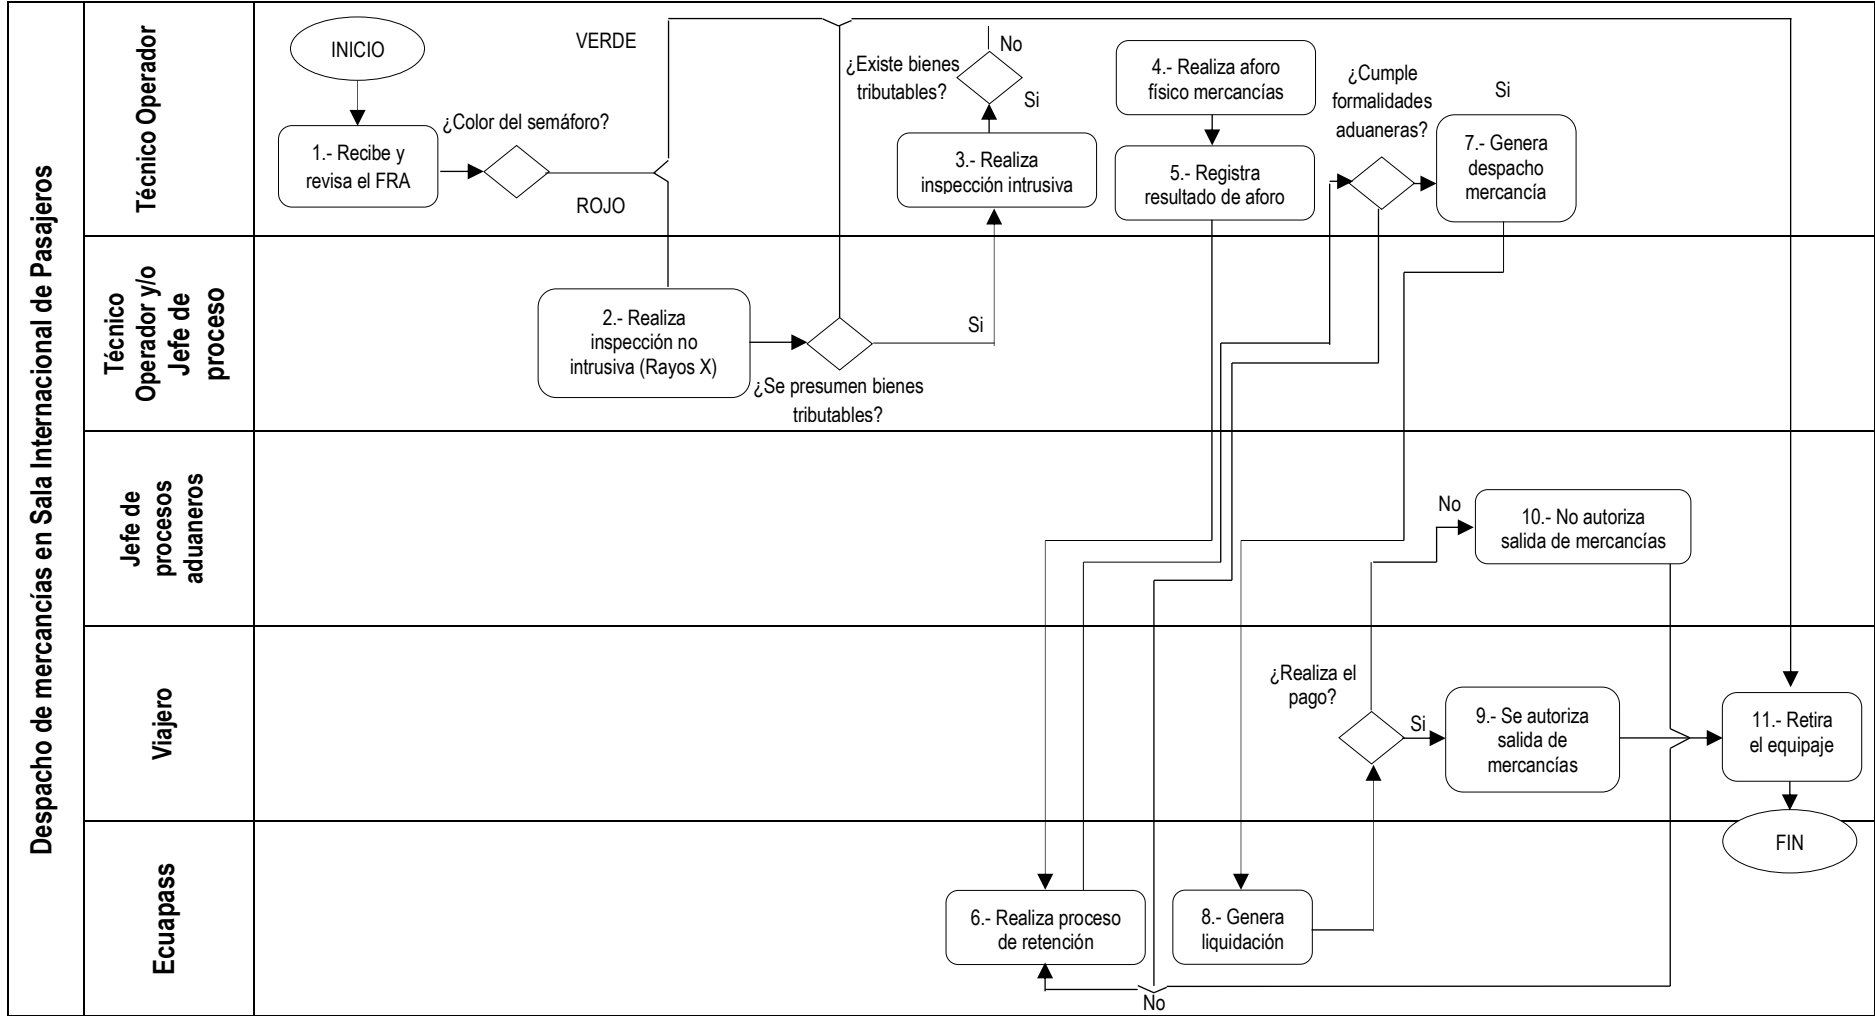 Despacho de mercancías en Sala Internacional de Pasajeros
Técnico Operador
INICIO
1.- Recibe y
revisa el FRA
¿Color del semáforo?
VERDE
ROJO
¿Existe bienes
tributables?
No
Si
3.- Realiza
inspección intrusiva
4.- Realiza aforo
físico mercancías
5.- Registra
resultado de aforo
¿Cumple
formalidades
aduaneras?
Si
7.- Genera
despacho
mercancía
Técnico
Operador y/o
Jefe de
proceso
2.- Realiza
inspección no
intrusiva (Rayos X)
¿Se presumen bienes
tributables?
Si
Jefe de
procesos
aduaneros
No
10.- No autoriza
salida de mercancías
Viajero
¿Realiza el
pago?
Si
9.- Se autoriza
salida de
mercancías
11.- Retira
el equipaje
Ecuapass
6.- Realiza proceso
de retención
8.- Genera
liquidación
FIN
No